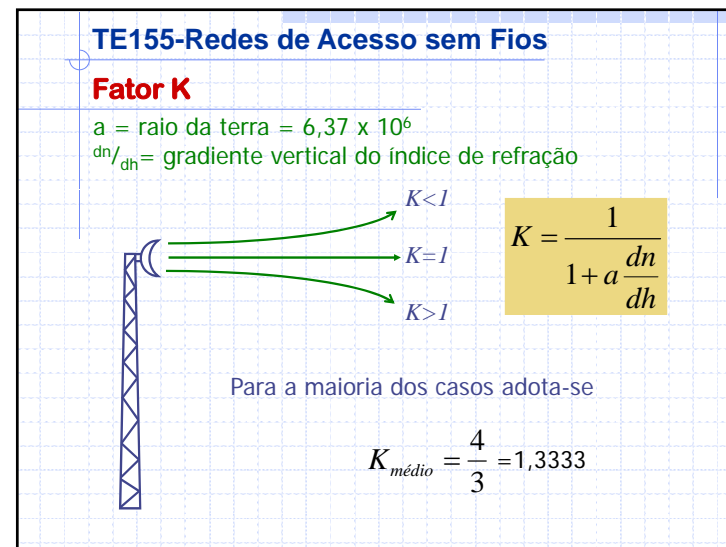 TE155-Redes de Acesso sem Fios
Fator K
a = raio da terra = 6,37 x 10⁶
dn/dh= gradiente vertical do índice de refração
K<1
K=1
K>1
K = 1 / (1 + a dn/dh)
Para a maioria dos casos adota-se
K médio = 4/3 =1,3333